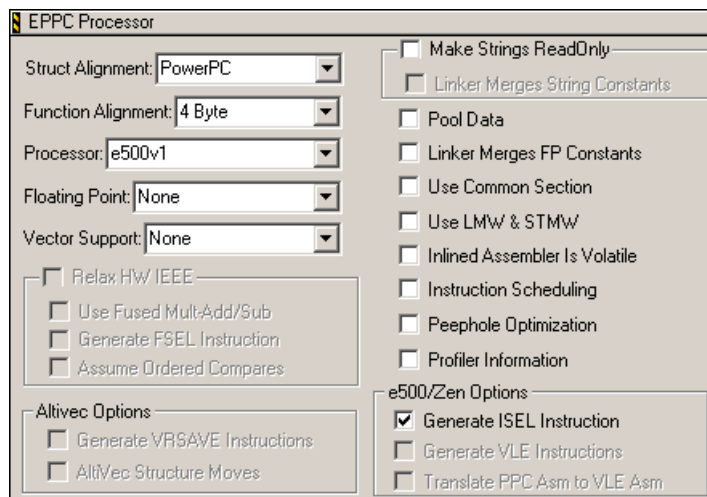 EPPC Processor
Struct Alignment: PowerPC
Function Alignment: 4 Byte
Processor: e500v1
Floating Point: None
Vector Support: None
Relax HW IEEE
Use Fused Mult-Add/Sub
Generate FSEL Instruction
Assume Ordered Compares
Altivec Options
Generate VRSAVE Instructions
AltiVec Structure Moves
Make Strings ReadOnly
Linker Merges String Constants
Pool Data
Linker Merges FP Constants
Use Common Section
Use LMW & STMW
Inlined Assembler Is Volatile
Instruction Scheduling
Peephole Optimization
Profiler Information
e500/Zen Options
Generate ISEL Instruction
Generate VLE Instructions
Translate PPC Asm to VLE Asm